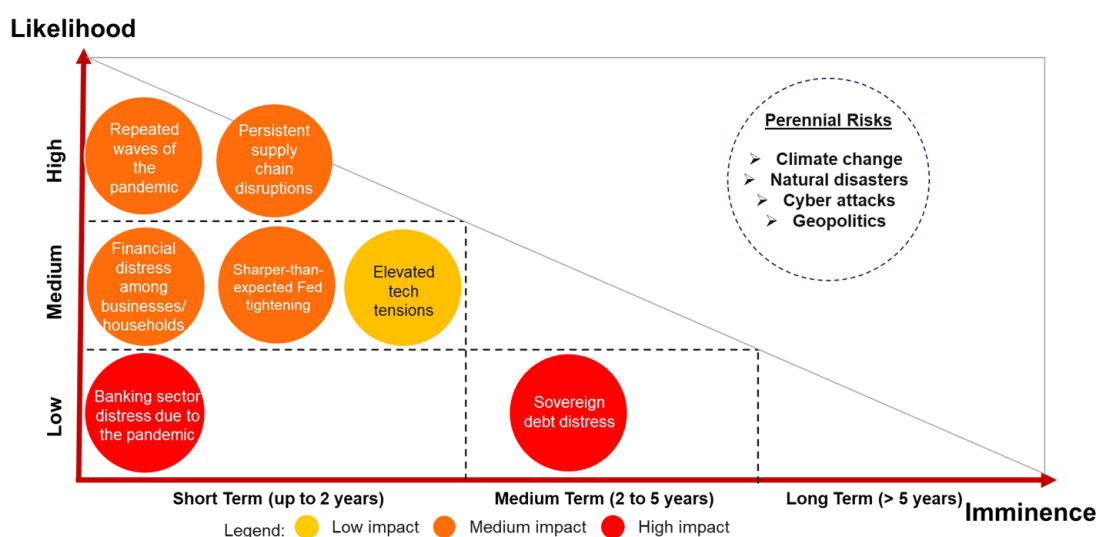 Likelihood
High
Repeated
waves of
the
pandemic
Persistent
supply
chain
disruptions
Perennial Risks
➢ Climate change
➢ Natural disasters
➢ Cyber attacks
➢ Geopolitics
Medium
Financial
distress
among
businesses/
households
Sharper-than-
expected Fed
tightening
Elevated
tech
tensions
Low
Banking sector
distress due to
the pandemic
Sovereign
debt distress
Short Term (up to 2 years)
Medium Term (2 to 5 years)
Long Term (> 5 years)
Imminence
Legend:
Low impact
Medium impact
High impact